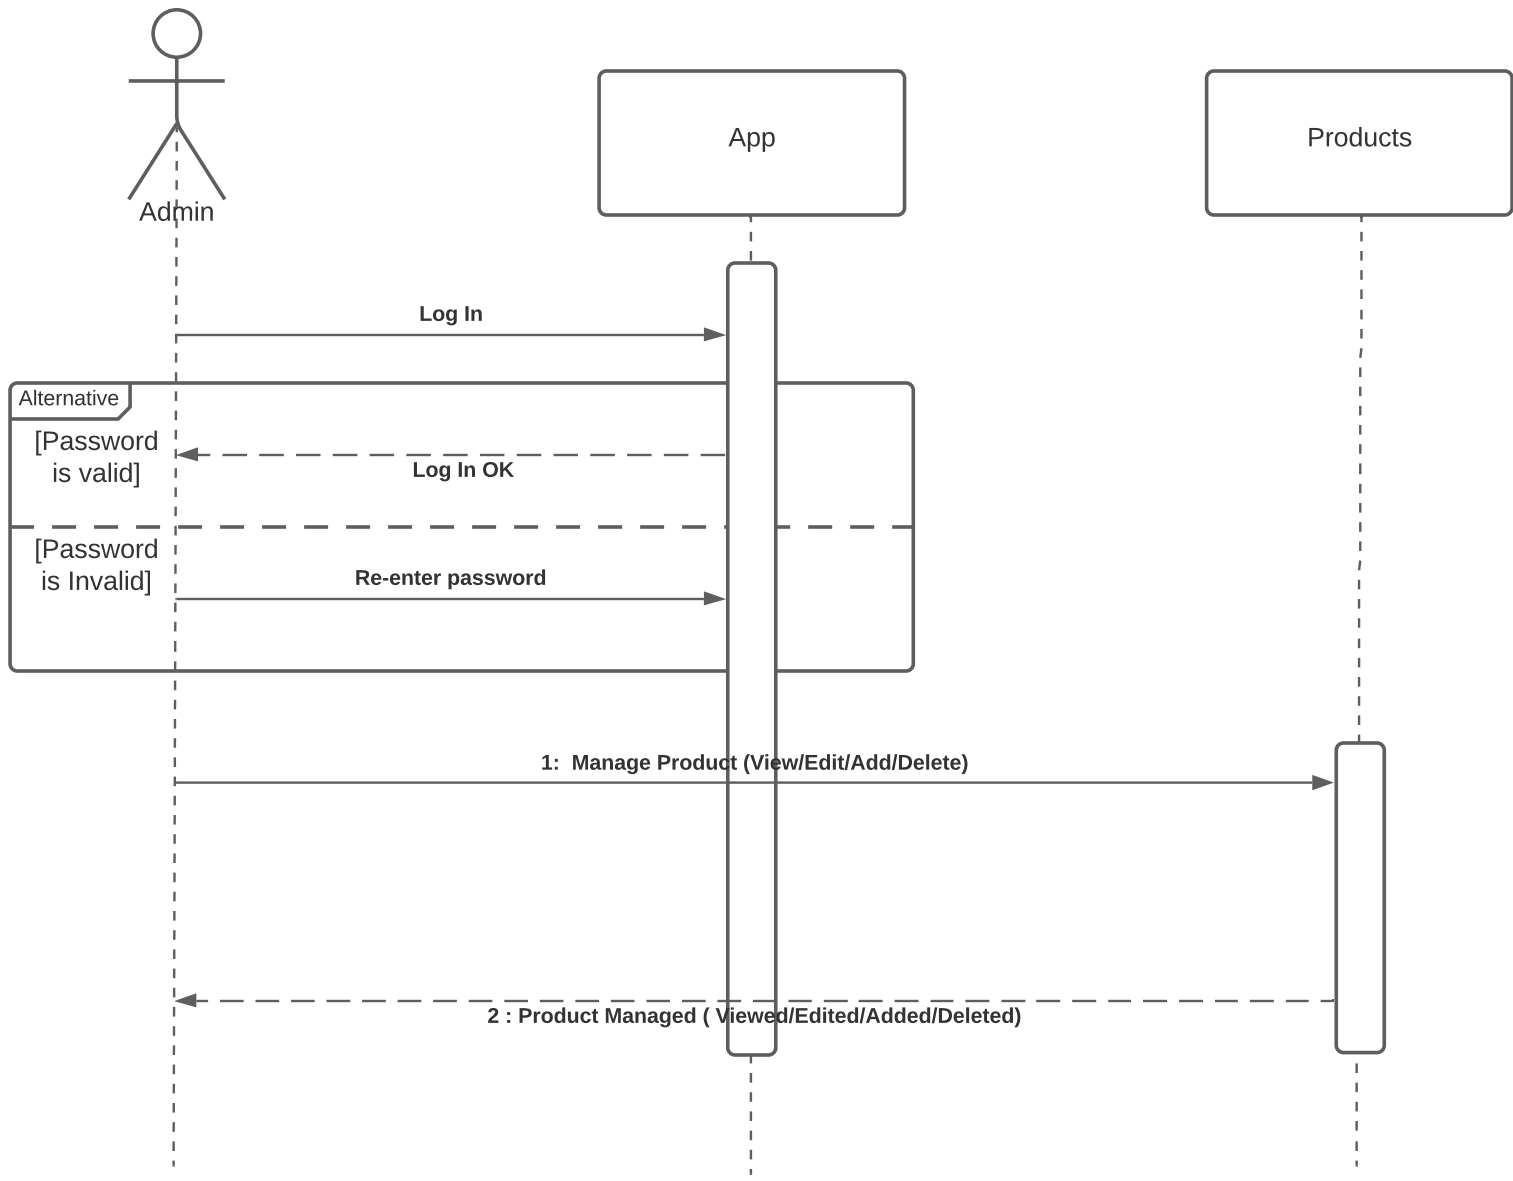 App
Products
Admin
Log In
Alternative
[Password
is valid]
Log In OK
[Password
is Invalid]
Re-enter password
1:  Manage Product (View/Edit/Add/Delete)
2 : Product Managed ( Viewed/Edited/Added/Deleted)